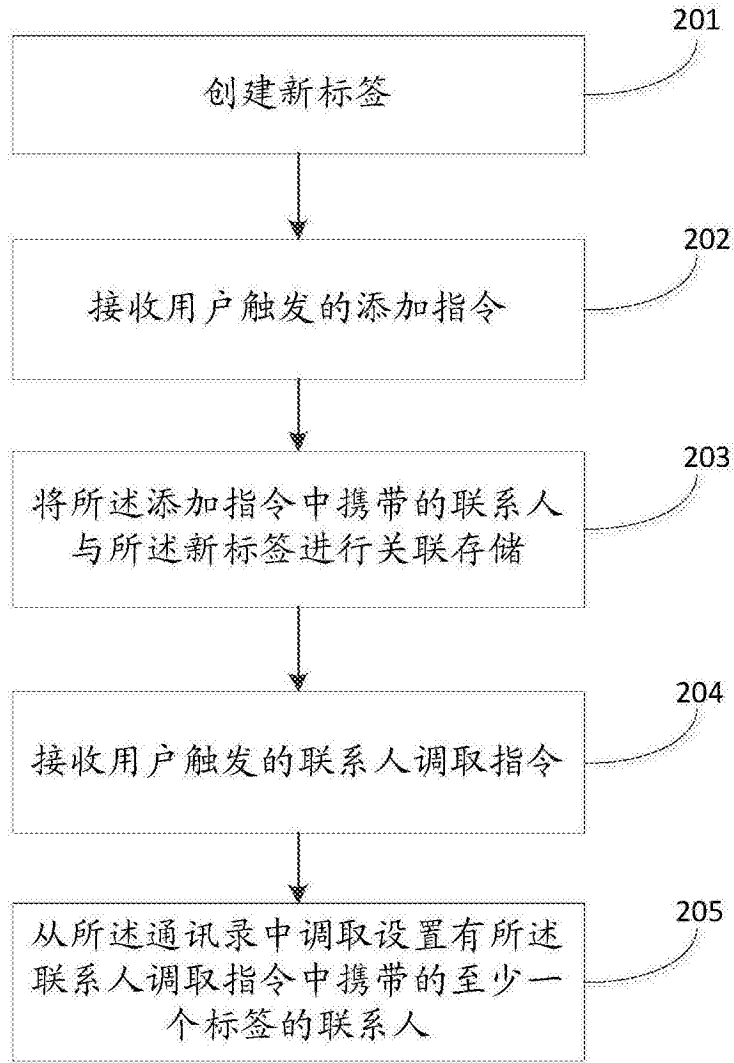 201
创建新标签
202
接收用户触发的添加指令
203
将所述添加指令中携带的联系人
与所述新标签进行关联存储
204
接收用户触发的联系人调取指令
205
从所述通讯录中调取设置有所述
联系人调取指令中携带的至少一
个标签的联系人